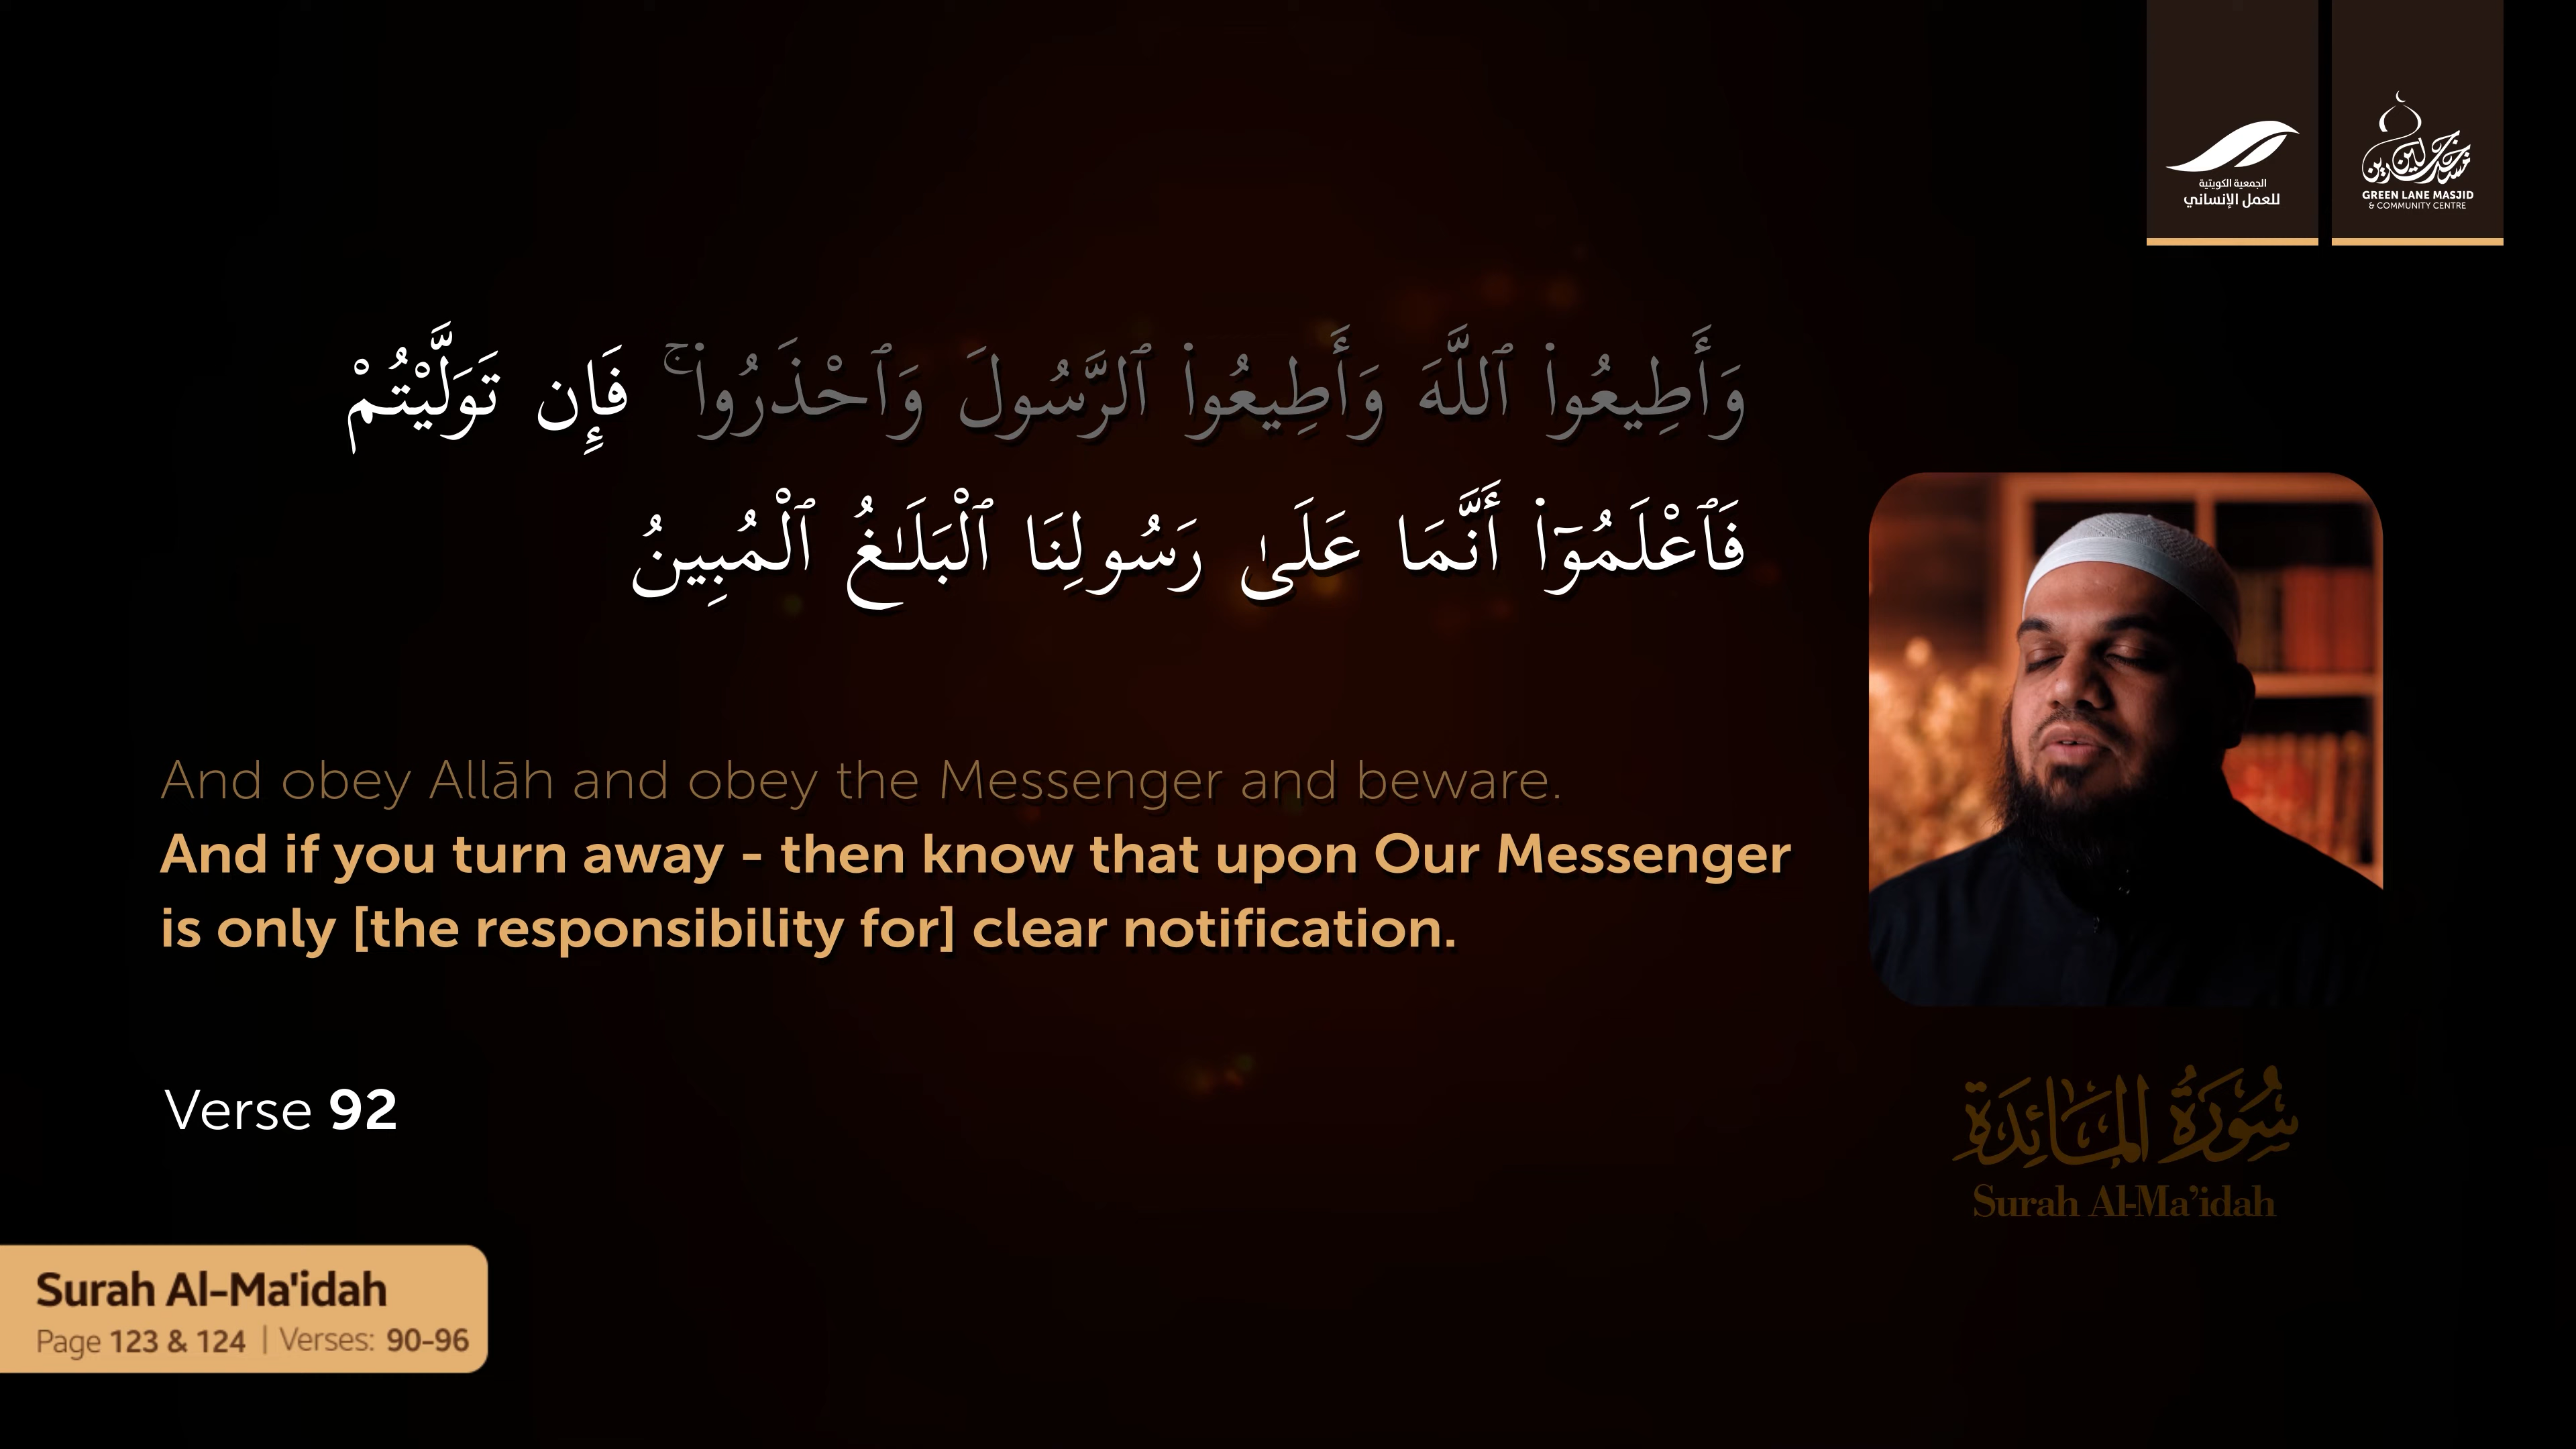 الجمعية الكويتية
للعمل الإنساني
مسجد جرين لين
GREEN LANE MASJID
& COMMUNITY CENTRE
وَأَطِيعُوا۟ ٱللَّهَ وَأَطِيعُوا۟ ٱلرَّسُولَ وَٱحْذَرُوا۟ ۚ فَإِن تَوَلَّيْتُمْ
فَٱعْلَمُوٓا۟ أَنَّمَا عَلَىٰ رَسُولِنَا ٱلْبَلَـٰغُ ٱلْمُبِينُ
And obey Allāh and obey the Messenger and beware.
And if you turn away - then know that upon Our Messenger
is only [the responsibility for] clear notification.
Verse 92
سُورَةُ المَائِدَةِ
Surah Al-Ma’idah
Surah Al-Ma'idah
Page 123 & 124 | Verses: 90-96